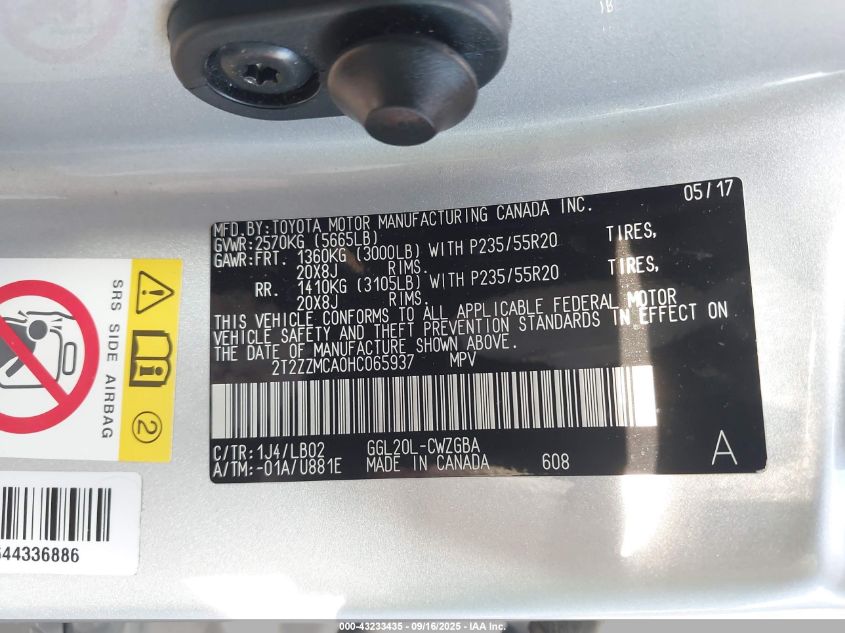 05/17
MFD.BY:TOYOTA MOTOR MANUFACTURING CANADA INC.
GVWR:2570KG (5665LB)
GAWR:FRT. 1360KG (3000LB) WITH P235/55R20 TIRES,
20X8J RIMS.
RR. 1410KG (3105LB) WITH P235/55R20 TIRES,
20X8J RIMS.
THIS VEHICLE CONFORMS TO ALL APPLICABLE FEDERAL MOTOR
VEHICLE SAFETY AND THEFT PREVENTION STANDARDS IN EFFECT ON
THE DATE OF MANUFACTURE SHOWN ABOVE.
2T2ZZMCA0HC065937 MPV
C/TR:1J4/LB02 GGL20L-CWZGBA
A/TM:-01A/U881E MADE IN CANADA 608
A
SRS SIDE AIRBAG
2
44336886
000-43233435 - 09/16/2025 - IAA Inc.